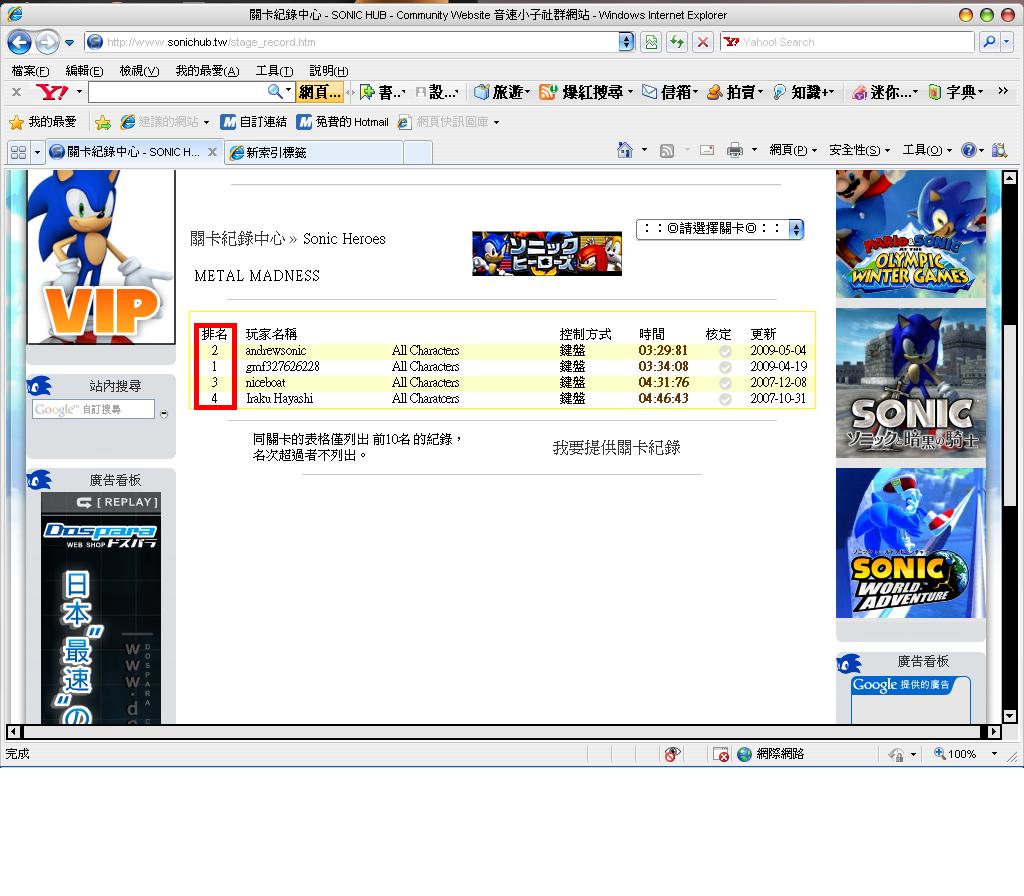 關卡紀錄中心 - SONIC HUB - Community Website 音速小子社群網站 - Windows Internet Explorer
http://www.sonichub.tw/stage_record.htm
Yahoo! Search
檔案(F) 編輯(E) 檢視(V) 我的最愛(A) 工具(T) 說明(H)
網頁... 書... 設... 旅遊 爆紅搜尋 信箱 拍賣 知識+ 迷你... 字典
我的最愛 建議的網站 自訂連結 免費的 Hotmail 網頁快訊圖庫
關卡紀錄中心 - SONIC H... 新索引標籤
網頁(P) 安全性(S) 工具(O)
VIP
關卡紀錄中心 » Sonic Heroes
ソニック
ヒーローズ
：：◎請選擇關卡◎：：
METAL MADNESS
排名 玩家名稱 控制方式 時間 核定 更新
2 andrewsonic All Characters 鍵盤 03:29:81 2009-05-04
1 gmf327626228 All Characters 鍵盤 03:34:08 2009-04-19
3 niceboat All Characters 鍵盤 04:31:76 2007-12-08
4 Iraku Hayashi All Charatcers 鍵盤 04:46:43 2007-10-31
同關卡的表格僅列出 前10名 的紀錄，
名次超過者不列出。
我要提供關卡紀錄
站內搜尋
Google™ 自訂搜尋
廣告看板
[ REPLAY ]
Dospara
WEB SHOP ドスパラ
日本"最速"の
MARIO & SONIC
AT THE
OLYMPIC
WINTER GAMES
SONIC
ソニックと暗黒の騎士
SONIC
WORLD
ADVENTURE
廣告看板
Google 提供的廣告
完成
網際網路
100%